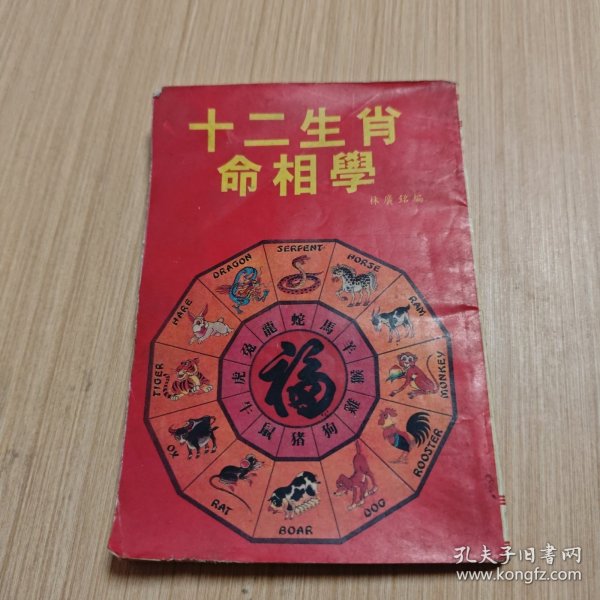 十二生肖
命相學
林廣銘編
SERPENT
HORSE
RAM
MONKEY
ROOSTER
DOG
BOAR
RAT
OX
TIGER
HARE
DRAGON
蛇
馬
羊
猴
雞
狗
猪
鼠
牛
虎
兔
龍
福
孔夫子旧书网
www.kongfz.com